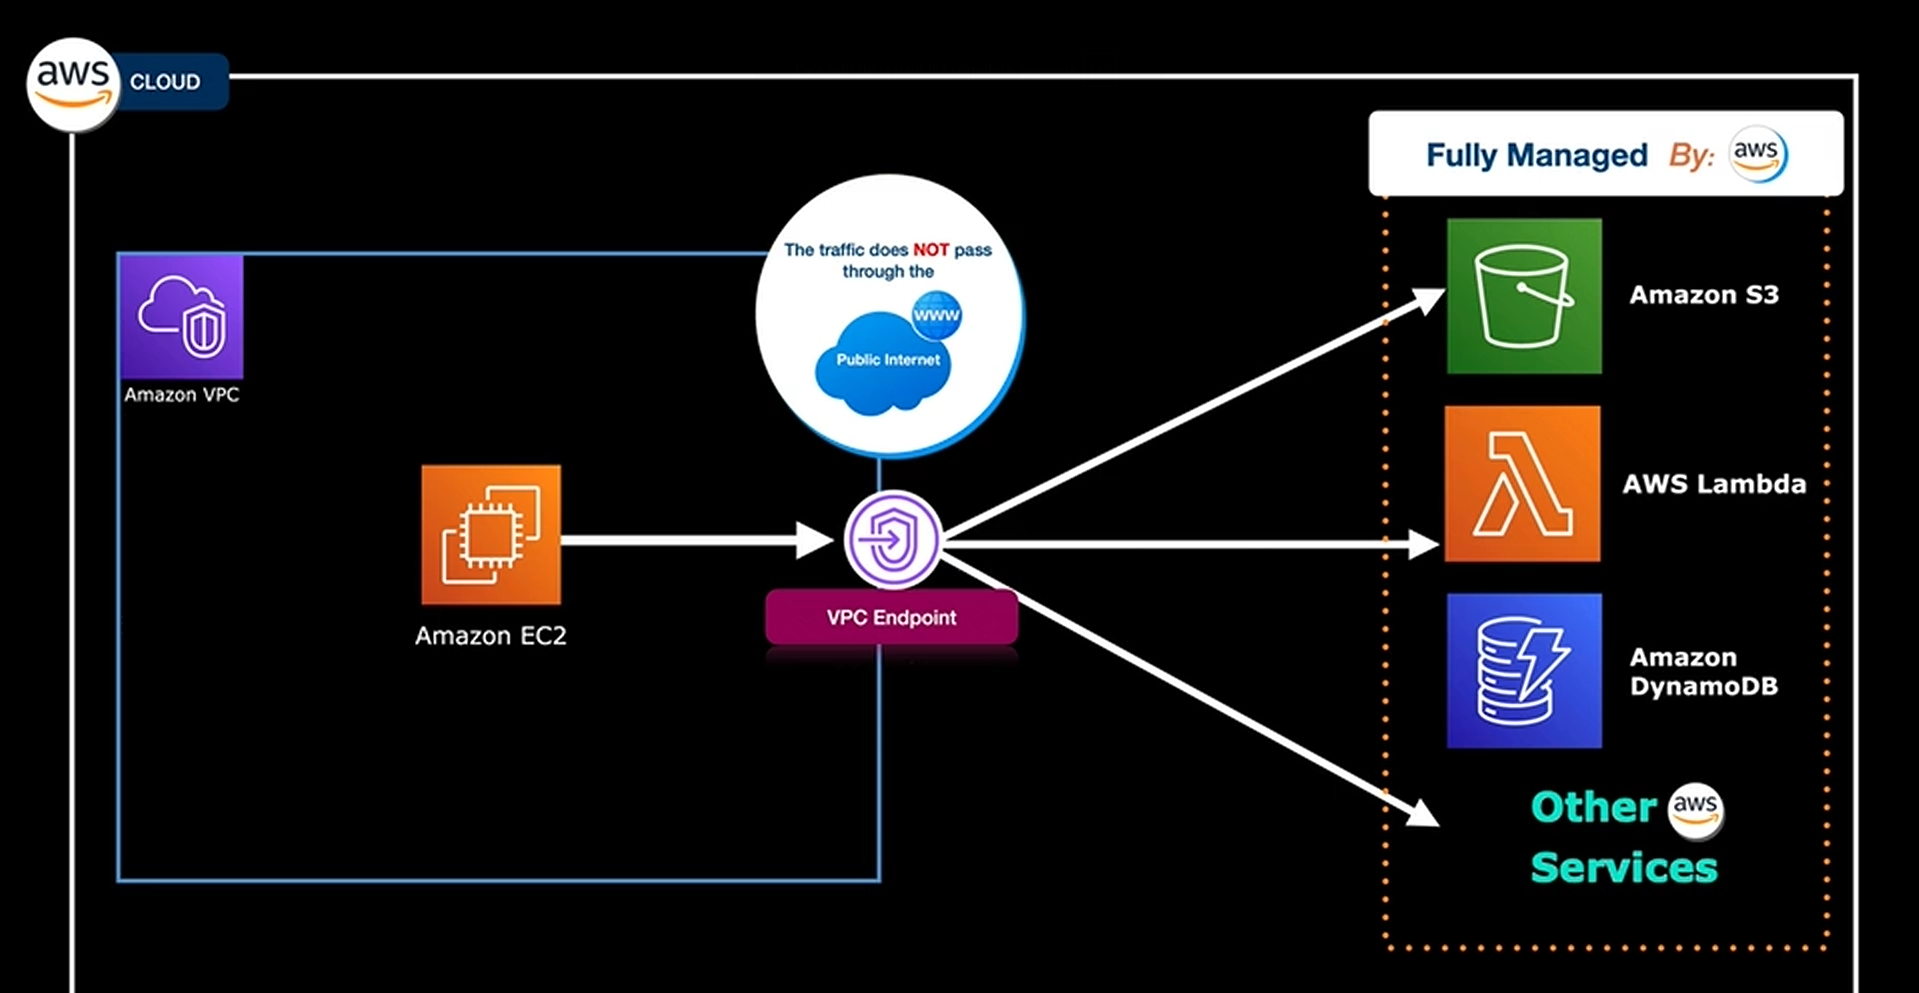 aws CLOUD
Fully Managed By: aws
The traffic does NOT pass
through the
www
Public Internet
Amazon VPC
Amazon S3
AWS Lambda
Amazon EC2
VPC Endpoint
Amazon
DynamoDB
Other aws
Services